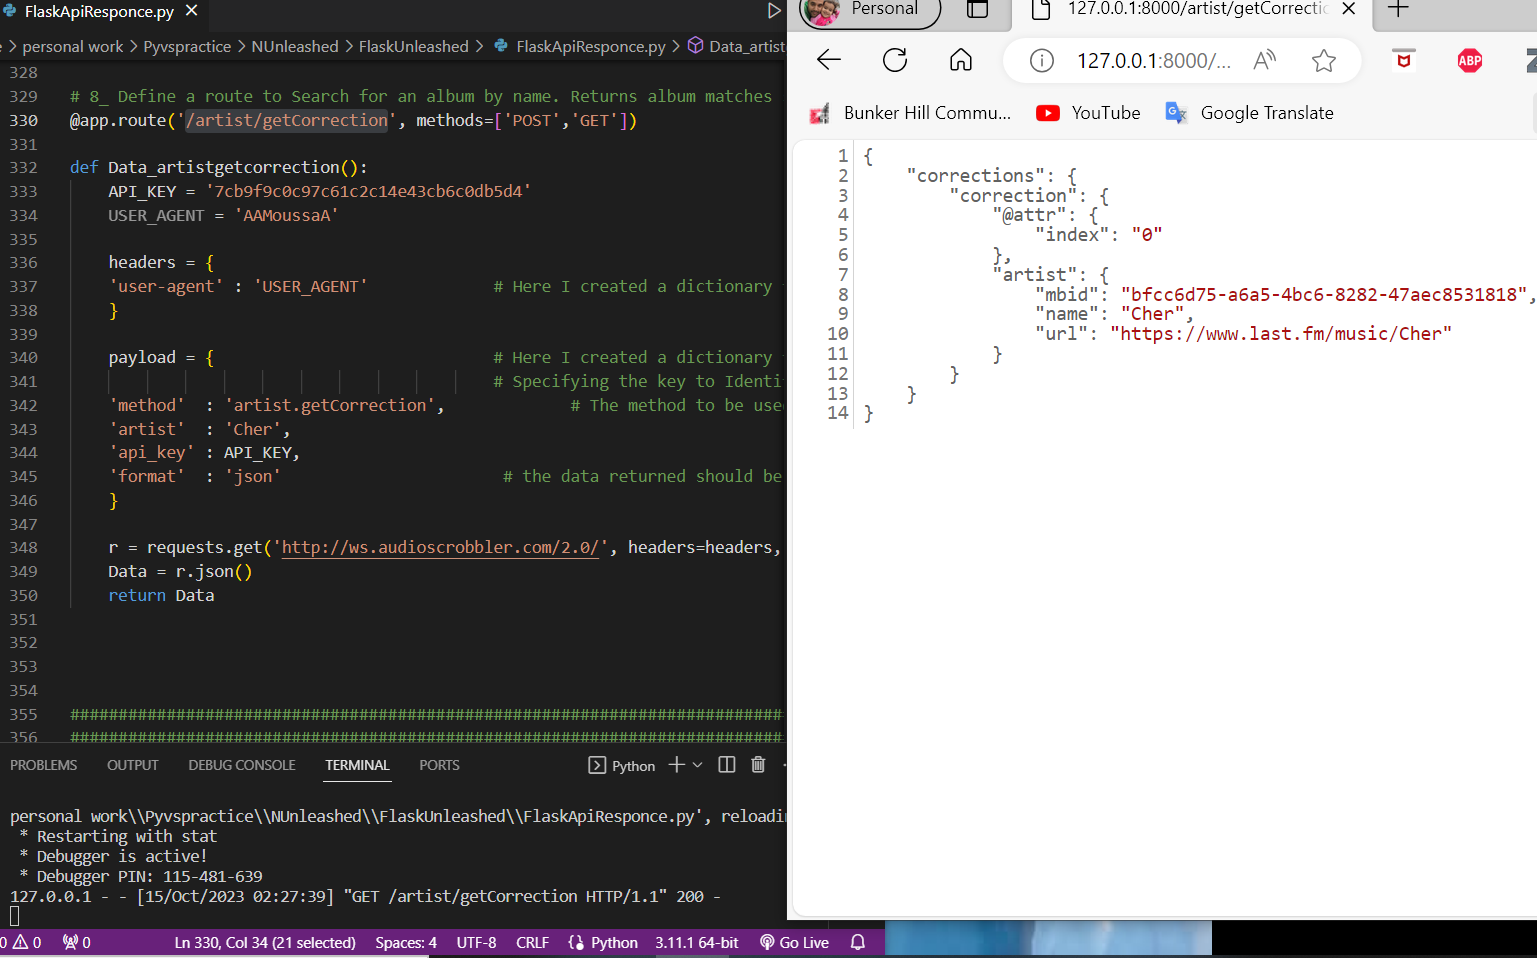 FlaskApiResponce.py
> personal work > Pyvspractice > NUnleashed > FlaskUnleashed > FlaskApiResponce.py >
328
329 # 8_ Define a route to Search for an album by name. Returns album matches
330 @app.route('/artist/getCorrection', methods=['POST','GET'])
331
332 def Data_artistgetcorrection():
333 API_KEY = '7cb9f9c0c97c61c2c14e43cb6c0db5d4'
334 USER_AGENT = 'AAMoussaA'
335
336 headers = {
337 'user-agent' : 'USER_AGENT' # Here I created a dictionary
338 }
339
340 payload = { # Here I created a dictionary
341 # Specifying the key to
342 'method' : 'artist.getCorrection', # The method to be
343 'artist' : 'Cher',
344 'api_key' : API_KEY,
345 'format' : 'json' # the data returned should be
346 }
347
348 r = requests.get('http://ws.audioscrobbler.com/2.0/', headers=headers,
349 Data = r.json()
350 return Data
351
352
353
354
355 ##########################################################################
356 ##########################################################################
PROBLEMS OUTPUT DEBUG CONSOLE TERMINAL PORTS Python
personal work\\Pyvspractice\\NUnleashed\\FlaskUnleashed\\FlaskApiResponce.py',
* Restarting with stat
* Debugger is active!
* Debugger PIN: 115-481-639
127.0.0.1 - - [15/Oct/2023 02:27:39] "GET /artist/getCorrection HTTP/1.1" 200 -
0 0 0 Ln 330, Col 34 (21 selected) Spaces: 4 UTF-8 CRLF Python 3.11.1 64-bit Go Live
Personal 127.0.0.1:8000/artist/getCorrectio
127.0.0.1:8000/... ABP
Bunker Hill Commu... YouTube Google Translate
1 {
2 "corrections": {
3 "correction": {
4 "@attr": {
5 "index": "0"
6 },
7 "artist": {
8 "mbid": "bfcc6d75-a6a5-4bc6-8282-47aec8531818",
9 "name": "Cher",
10 "url": "https://www.last.fm/music/Cher"
11 }
12 }
13 }
14 }